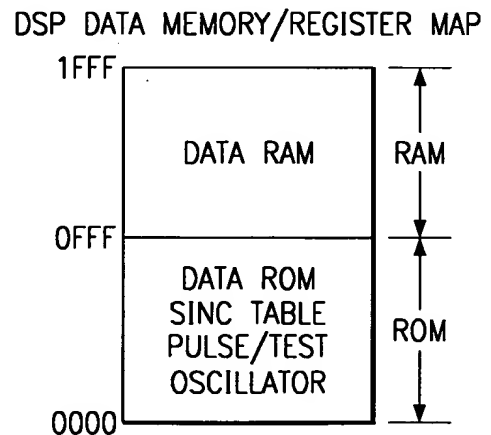 DSP DATA MEMORY/REGISTER MAP
1FFF
DATA RAM
RAM
0FFF
DATA ROM
SINC TABLE
PULSE/TEST
OSCILLATOR
ROM
0000